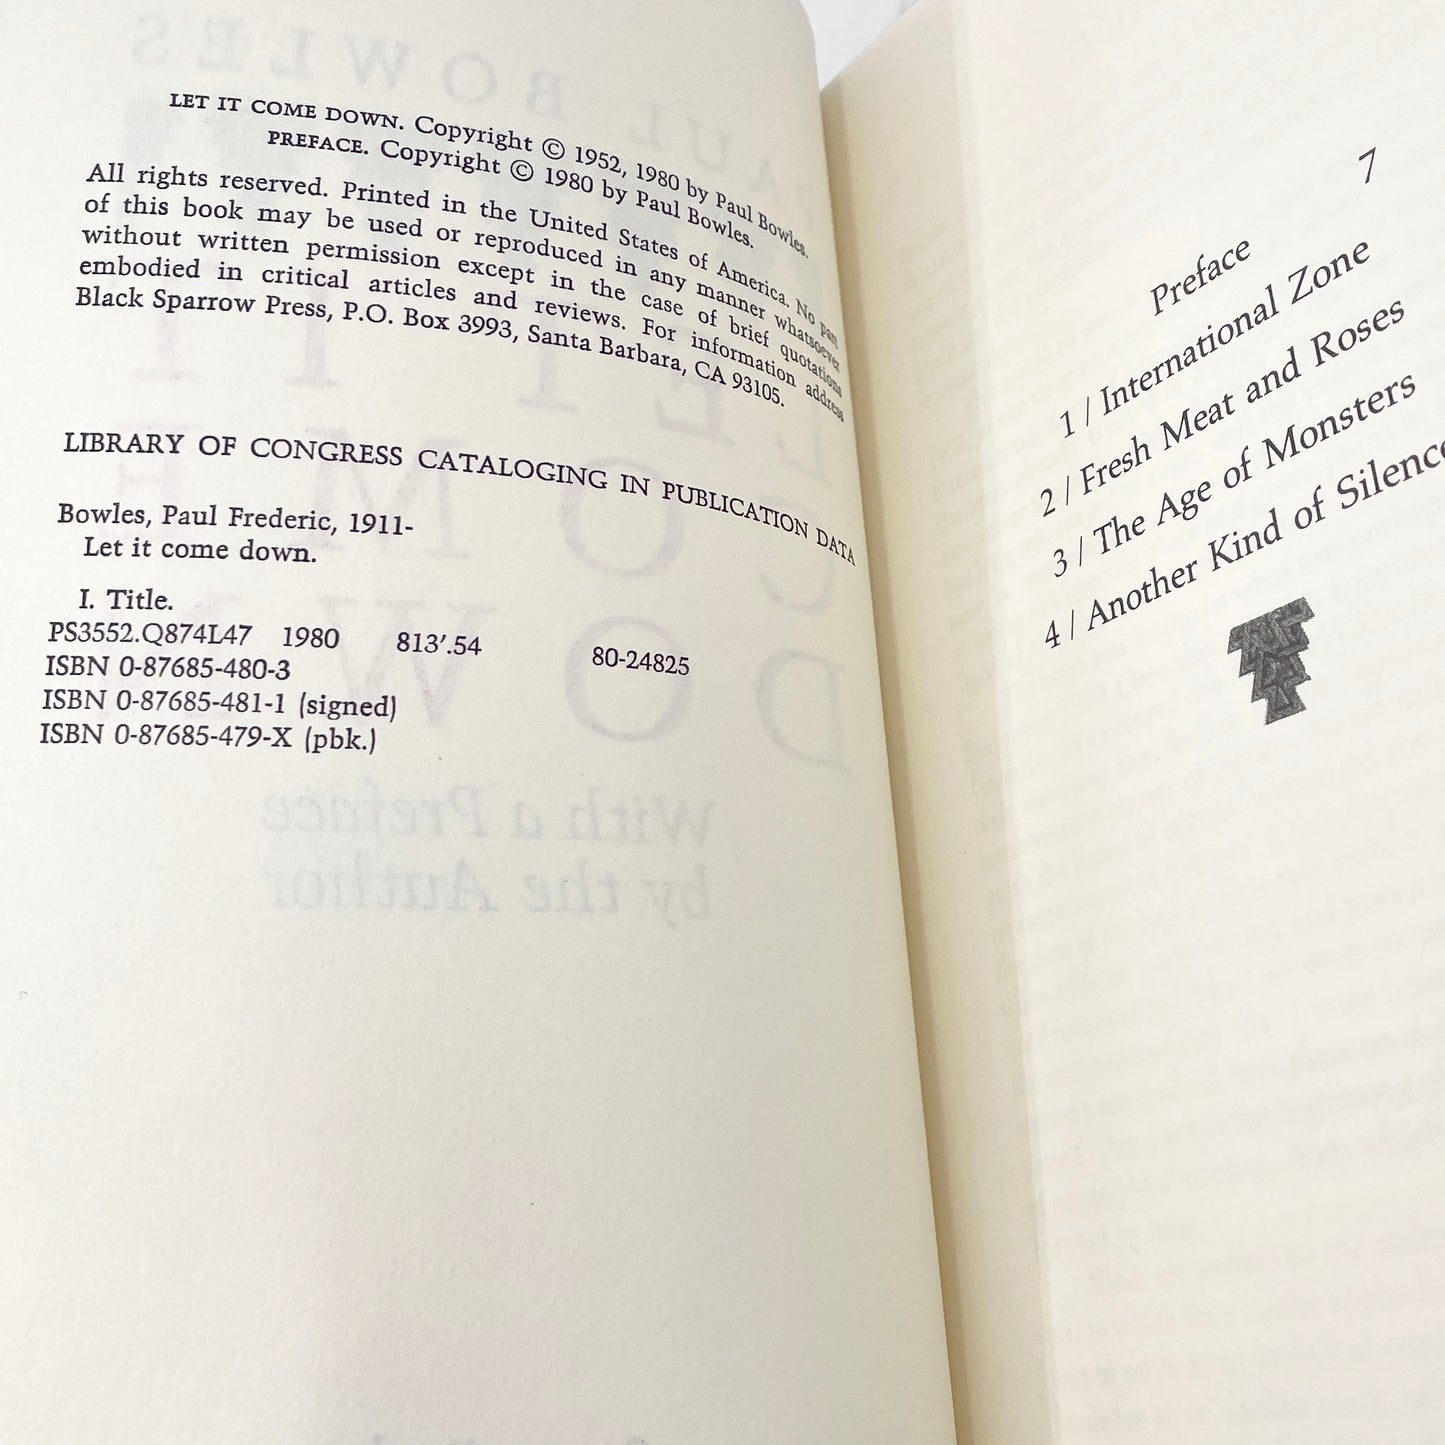 LET IT COME DOWN. Copyright © 1952, 1980 by Paul Bowles.
PREFACE. Copyright © 1980 by Paul Bowles.
All rights reserved. Printed in the United States of America. No part
of this book may be used or reproduced in any manner whatsoever
without written permission except in the case of brief quotations
embodied in critical articles and reviews. For information address
Black Sparrow Press, P.O. Box 3993, Santa Barbara, CA 93105.
LIBRARY OF CONGRESS CATALOGING IN PUBLICATION DATA
Bowles, Paul Frederic, 1911-
Let it come down.
I. Title.
PS3552.Q874L47 1980 813'.54 80-24825
ISBN 0-87685-480-3
ISBN 0-87685-481-1 (signed)
ISBN 0-87685-479-X (pbk.)
With a Preface
by the Author
Preface 7
1 / International Zone
2 / Fresh Meat and Roses
3 / The Age of Monsters
4 / Another Kind of Silence